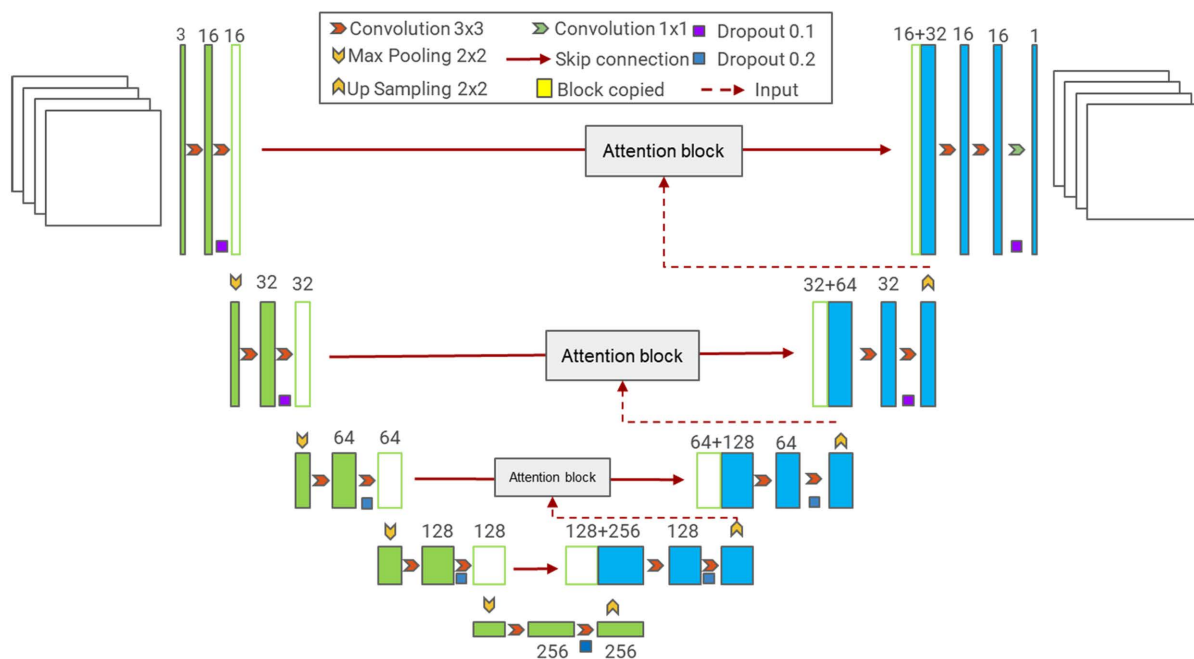 Convolution 3x3 Convolution 1x1 Dropout 0.1
Max Pooling 2x2 Skip connection Dropout 0.2
Up Sampling 2x2 Block copied Input
3 16 16
16+32 16 16 1
Attention block
32 32
32+64 32
Attention block
64 64
64+128 64
Attention block
128 128
128+256 128
256 256